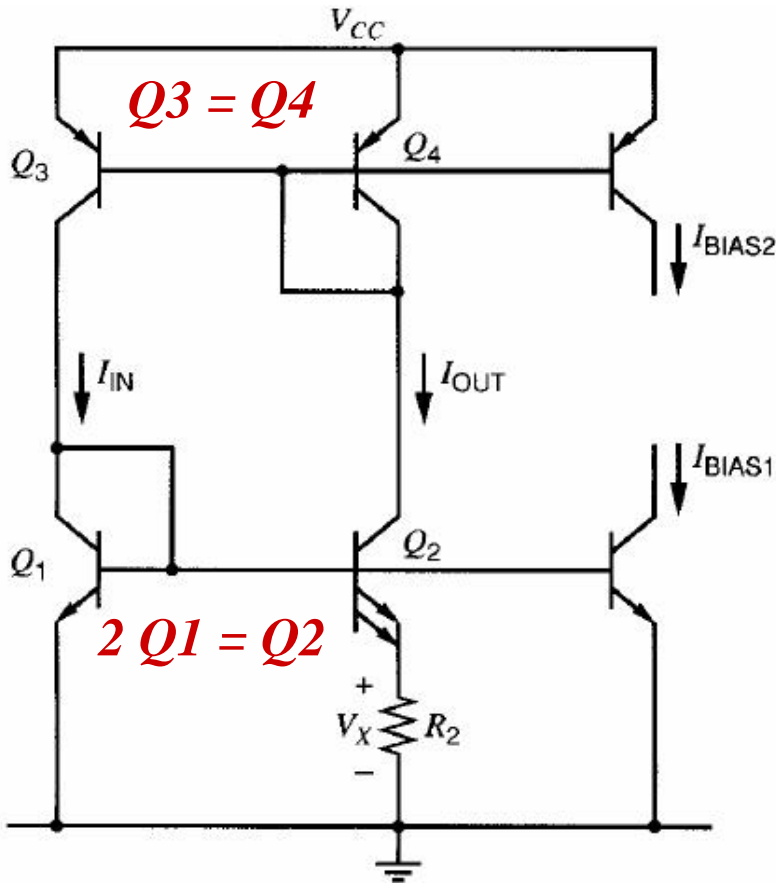 V_CC
Q3 = Q4
Q_3
Q_4
I_BIAS2
I_IN
I_OUT
I_BIAS1
Q_1
Q_2
2 Q1 = Q2
+
V_X
R_2
−